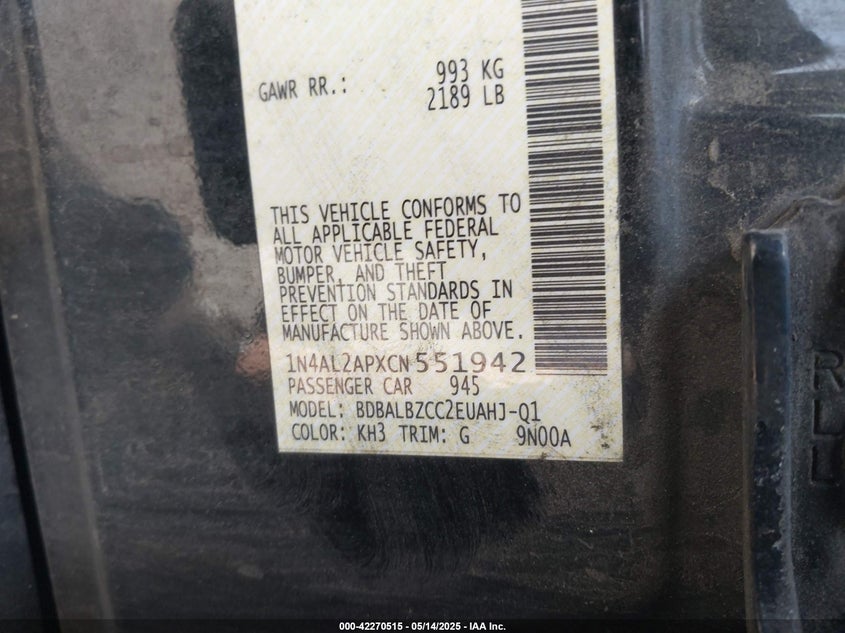 GAWR RR.: 993 KG
2189 LB
THIS VEHICLE CONFORMS TO
ALL APPLICABLE FEDERAL
MOTOR VEHICLE SAFETY,
BUMPER, AND THEFT
PREVENTION STANDARDS IN
EFFECT ON THE DATE OF
MANUFACTURE SHOWN ABOVE.
1N4AL2APXCN551942
PASSENGER CAR 945
MODEL: BDBALBZCC2EUAHJ-Q1
COLOR: KH3 TRIM: G 9N00A
R
L
L
000-42270515 - 05/14/2025 - IAA Inc.